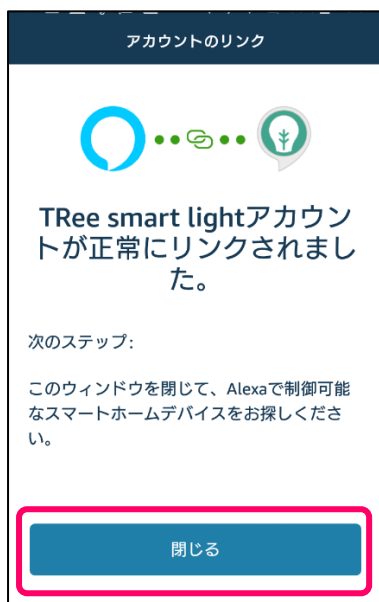 アカウントのリンク
TRee smart lightアカウン
トが正常にリンクされまし
た。
次のステップ:
このウィンドウを閉じて、Alexaで制御可能
なスマートホームデバイスをお探しくださ
い。
閉じる